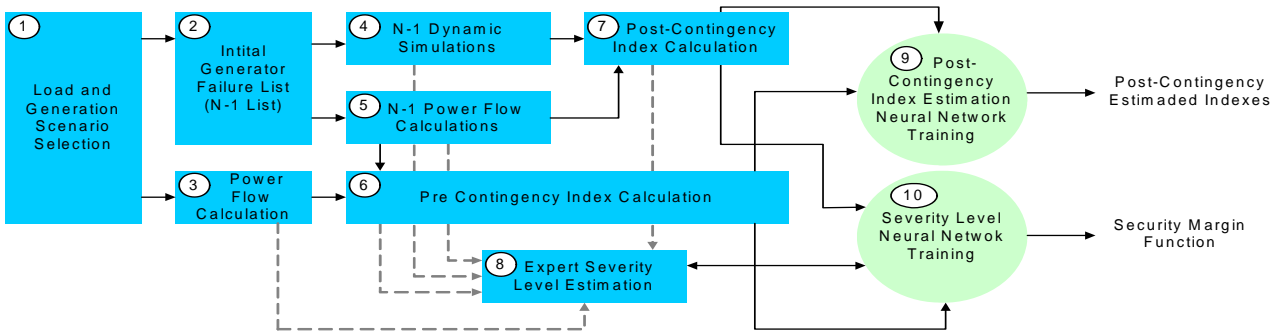 1
Load and
Generation
Scenario
Selection
2
Intital
Generator
Failure List
(N-1 List)
3
Power
Flow
Calculation
4
N-1 Dynamic
Simulations
5
N-1 Power Flow
Calculations
6
Pre Contingency Index Calculation
7
Post-Contingency
Index Calculation
8
Expert Severity
Level Estimation
9
Post-
Contingency
Index Estimation
Neural Network
Training
10
Severity Level
Neural Netwok
Training
Post-Contingency
Estimaded Indexes
Security Margin
Function